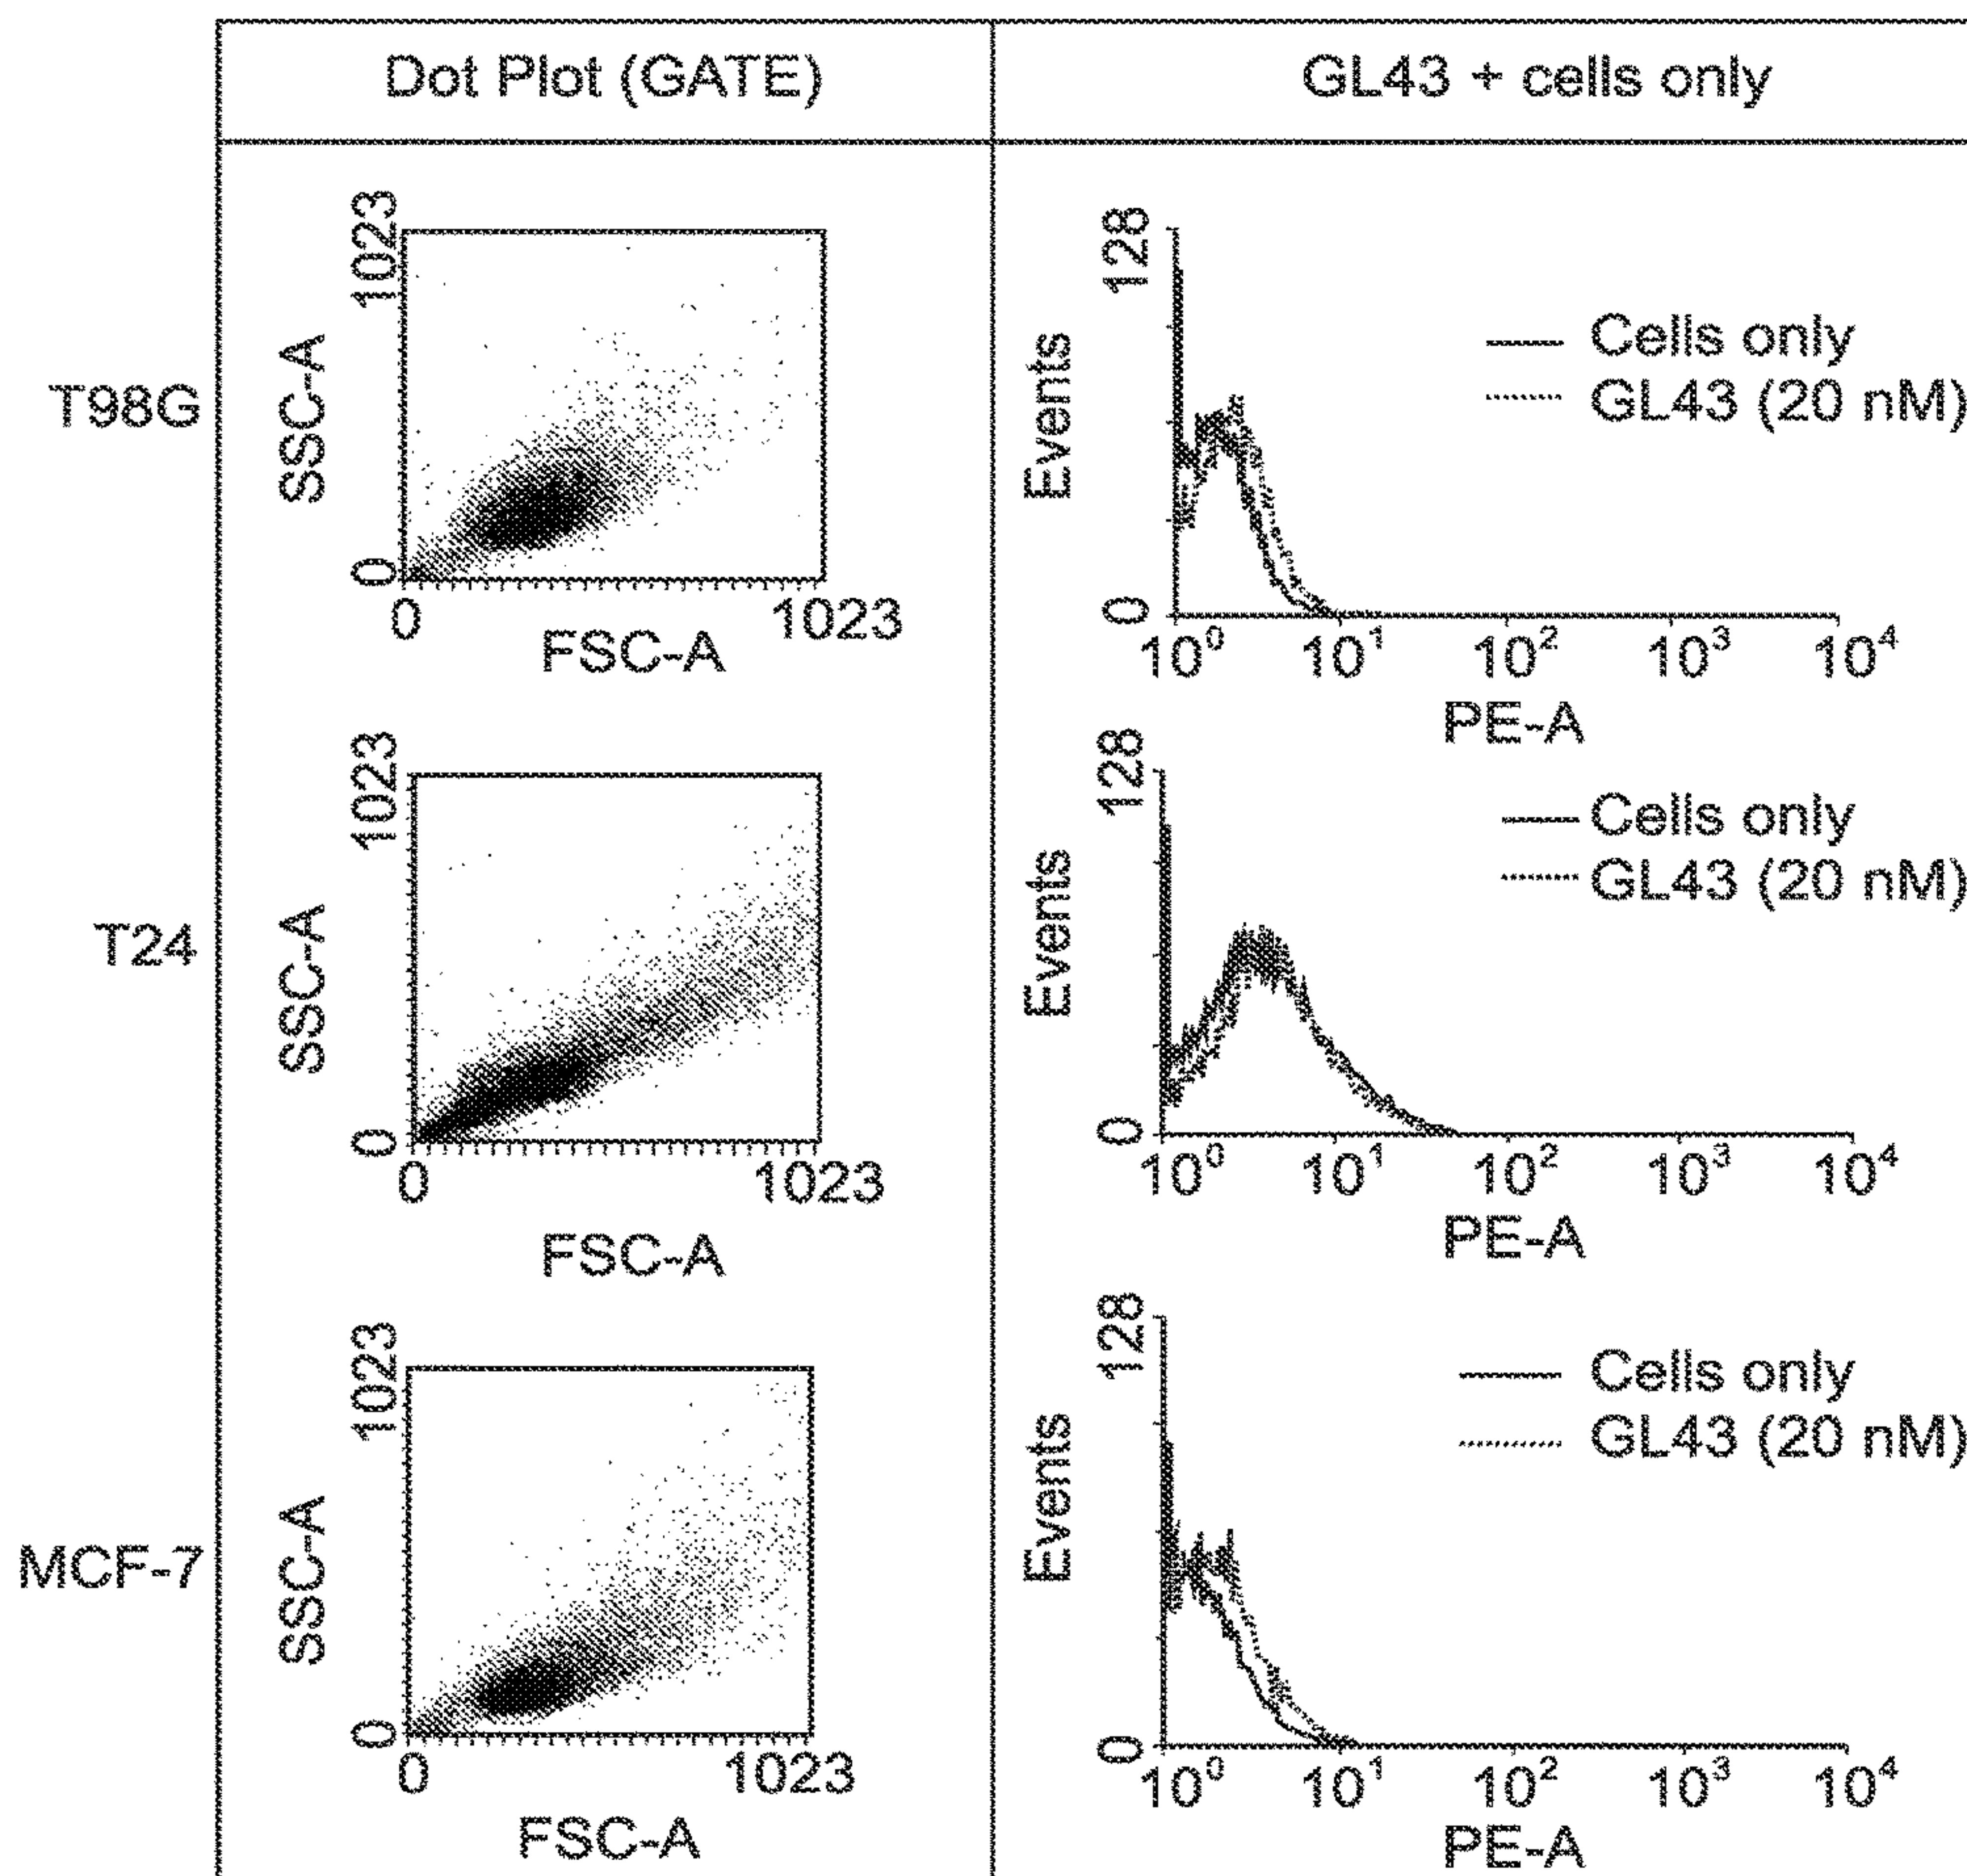 Dot Plot (GATE)
GL43 + cells only
T98G
1023
SSC-A
0
0
1023
FSC-A
128
Events
0
Cells only
GL43 (20 nM)
10⁰ 10¹ 10² 10³ 10⁴
PE-A
T24
1023
SSC-A
0
0
1023
FSC-A
128
Events
0
Cells only
GL43 (20 nM)
10⁰ 10¹ 10² 10³ 10⁴
PE-A
MCF-7
1023
SSC-A
0
0
1023
FSC-A
128
Events
0
Cells only
GL43 (20 nM)
10⁰ 10¹ 10² 10³ 10⁴
PE-A